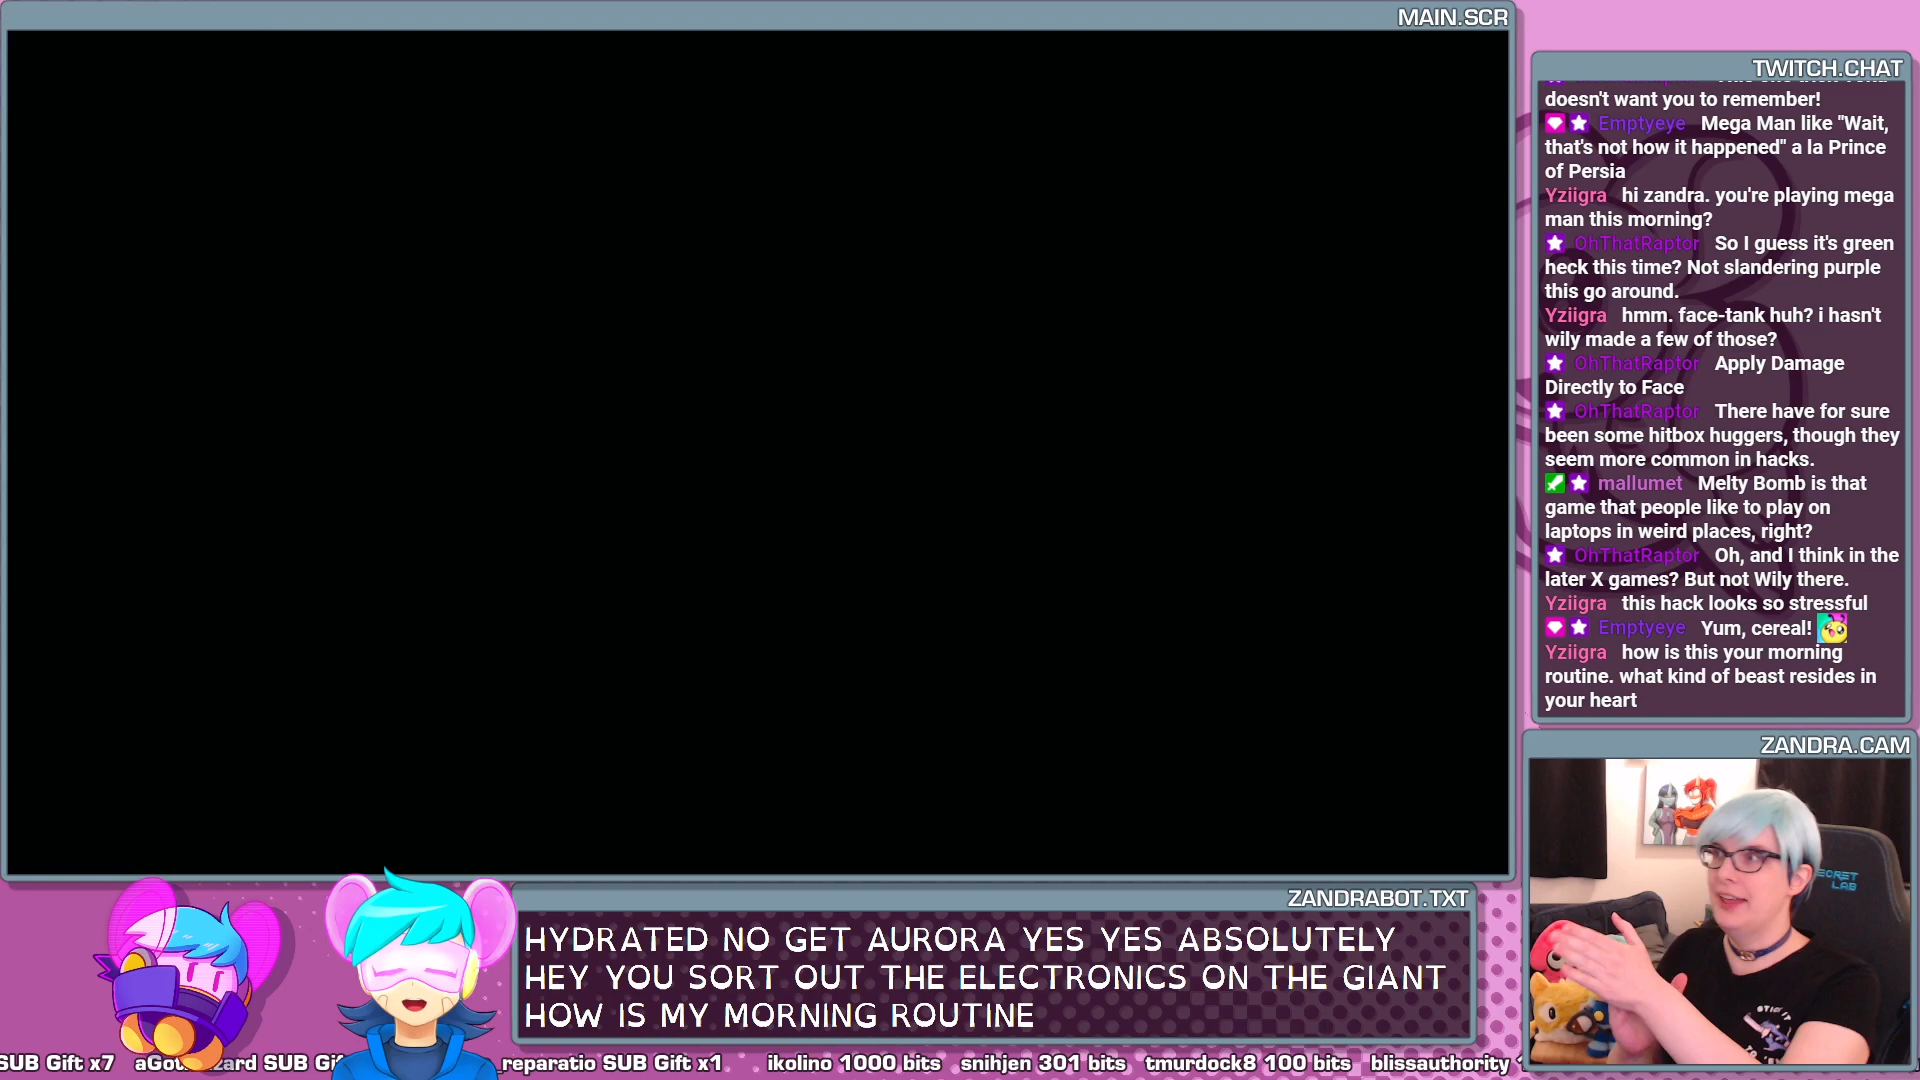 MAIN.SCR
TWITCH.CHAT
doesn't want you to remember!
Emptyeye Mega Man like "Wait,
that's not how it happened" a la Prince
of Persia
Yziigra hi zandra. you're playing mega
man this morning?
OhThatRaptor So I guess it's green
heck this time? Not slandering purple
this go around.
Yziigra hmm. face-tank huh? i hasn't
wily made a few of those?
OhThatRaptor Apply Damage
Directly to Face
OhThatRaptor There have for sure
been some hitbox huggers, though they
seem more common in hacks.
mallumet Melty Bomb is that
game that people like to play on
laptops in weird places, right?
OhThatRaptor Oh, and I think in the
later X games? But not Wily there.
Yziigra this hack looks so stressful
Emptyeye Yum, cereal!
Yziigra how is this your morning
routine. what kind of beast resides in
your heart
ZANDRA.CAM
ECRET
LAB
ZANDRABOT.TXT
HYDRATED NO GET AURORA YES YES ABSOLUTELY
HEY YOU SORT OUT THE ELECTRONICS ON THE GIANT
HOW IS MY MORNING ROUTINE
SUB Gift x7 aGot zard SUB Gif _reparatio SUB Gift x1 ikolino 1000 bits snihjen 301 bits tmurdock8 100 bits blissauthority